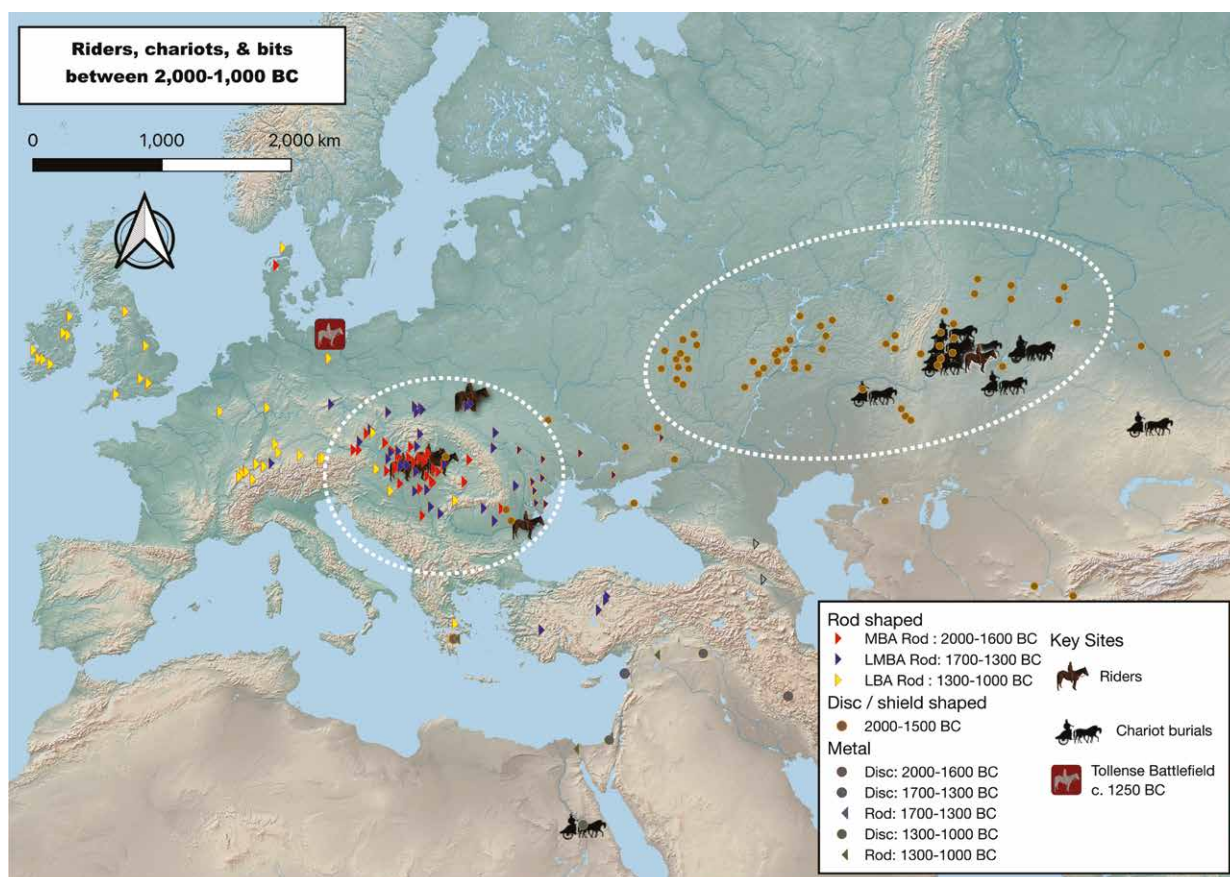 Riders, chariots, & bits
between 2,000-1,000 BC
0 1,000 2,000 km
Rod shaped
MBA Rod : 2000-1600 BC
LMBA Rod: 1700-1300 BC
LBA Rod : 1300-1000 BC
Disc / shield shaped
2000-1500 BC
Metal
Disc: 2000-1600 BC
Disc: 1700-1300 BC
Rod: 1700-1300 BC
Disc: 1300-1000 BC
Rod: 1300-1000 BC
Key Sites
Riders
Chariot burials
Tollense Battlefield
c. 1250 BC